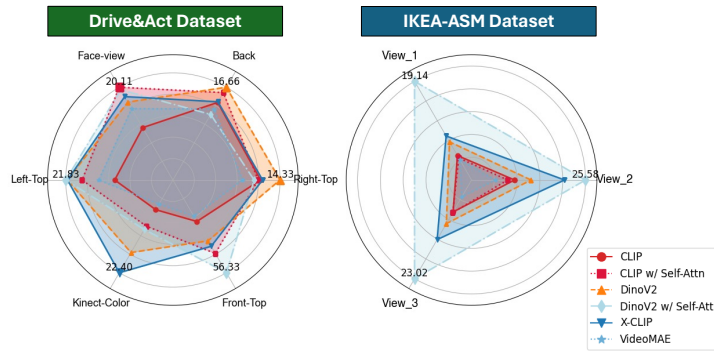 Drive&Act Dataset
IKEA-ASM Dataset
Face-view
Back
20.11
16.66
Left-Top
21.83
14.33
Right-Top
22.40
Kinect-Color
56.33
Front-Top
View_1
19.14
25.58
View_2
23.02
View_3
CLIP
CLIP w/ Self-Attn
DinoV2
DinoV2 w/ Self-Att
X-CLIP
VideoMAE